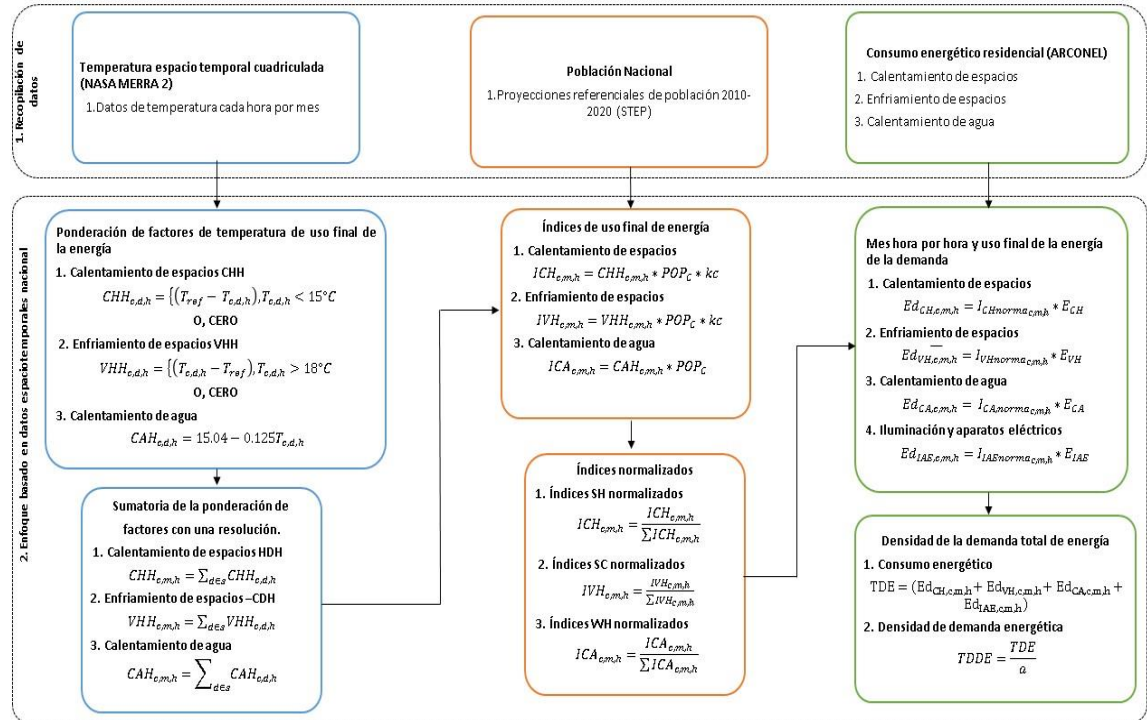 1. Recopilación de
datos
Temperatura espacio temporal cuadriculada
(NASA MERRA 2)
1.Datos de temperatura cada hora por mes
Población Nacional
1.Proyecciones referenciales de población 2010-
2020 (STEP)
Consumo energético residencial (ARCONEL)
1. Calentamiento de espacios
2. Enfriamiento de espacios
3. Calentamiento de agua
2. Enfoque basado en datos espaciotemporales nacional
Ponderación de factores de temperatura de uso final de
la energía
1. Calentamiento de espacios CHH
CHH_{c,d,h} = {(T_{ref} − T_{c,d,h}), T_{c,d,h} < 15°C
O, CERO
2. Enfriamiento de espacios VHH
VHH_{c,d,h} = {(T_{c,d,h} − T_{ref}), T_{c,d,h} > 18°C
O, CERO
3. Calentamiento de agua
CAH_{c,d,h} = 15.04 − 0.125T_{c,d,h}
Sumatoria de la ponderación de
factores con una resolución.
1. Calentamiento de espacios HDH
CHH_{c,m,h} = ∑_{d∈s} CHH_{c,d,h}
2. Enfriamiento de espacios –CDH
VHH_{c,m,h} = ∑_{d∈s} VHH_{c,d,h}
3. Calentamiento de agua
CAH_{c,m,h} = ∑_{d∈s} CAH_{c,d,h}
Índices de uso final de energía
1. Calentamiento de espacios
ICH_{c,m,h} = CHH_{c,m,h} * POP_C * kc
2. Enfriamiento de espacios
IVH_{c,m,h} = VHH_{c,m,h} * POP_C * kc
3. Calentamiento de agua
ICA_{c,m,h} = CAH_{c,m,h} * POP_C
Índices normalizados
1. Índices SH normalizados
ICH_{c,m,h} = ICH_{c,m,h} / ∑ICH_{c,m,h}
2. Índices SC normalizados
IVH_{c,m,h} = IVH_{c,m,h} / ∑IVH_{c,m,h}
3. Índices WH normalizados
ICA_{c,m,h} = ICA_{c,m,h} / ∑ICA_{c,m,h}
Mes hora por hora y uso final de la energía
de la demanda
1. Calentamiento de espacios
Ed_{CH,c,m,h} = I_{CHnorma_{c,m,h}} * E_{CH}
2. Enfriamiento de espacios
Ed_{VH,c,m,h} = I_{VHnorma_{c,m,h}} * E_{VH}
3. Calentamiento de agua
Ed_{CA,c,m,h} = I_{CA,norma_{c,m,h}} * E_{CA}
4. Iluminación y aparatos eléctricos
Ed_{IAE,c,m,h} = I_{IAEnorma_{c,m,h}} * E_{IAE}
Densidad de la demanda total de energía
1. Consumo energético
TDE = (Ed_{CH,c,m,h} + Ed_{VH,c,m,h} + Ed_{CA,c,m,h} +
Ed_{IAE,c,m,h})
2. Densidad de demanda energética
TDDE = TDE / a